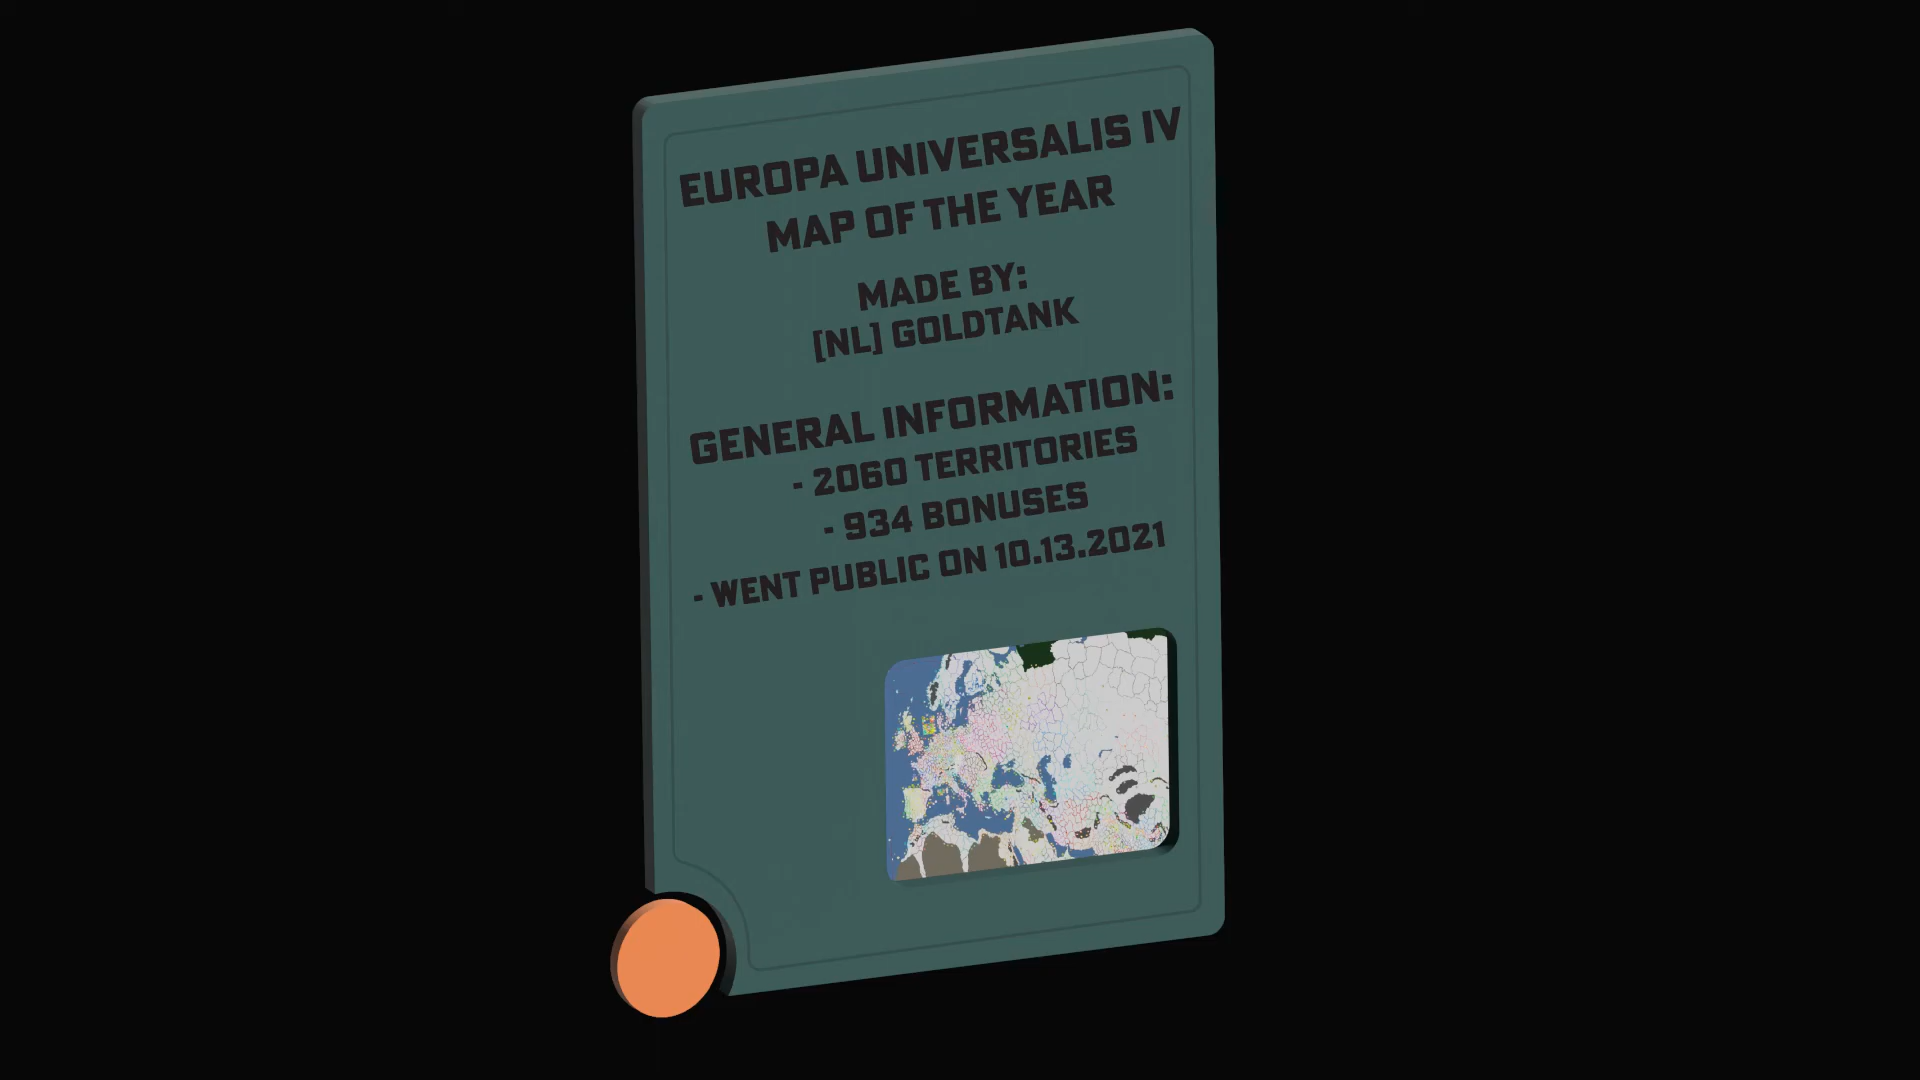 EUROPA UNIVERSALIS IV
MAP OF THE YEAR
MADE BY:
[NL] GOLDTANK
GENERAL INFORMATION:
- 2060 TERRITORIES
- 934 BONUSES
- WENT PUBLIC ON 10.13.2021